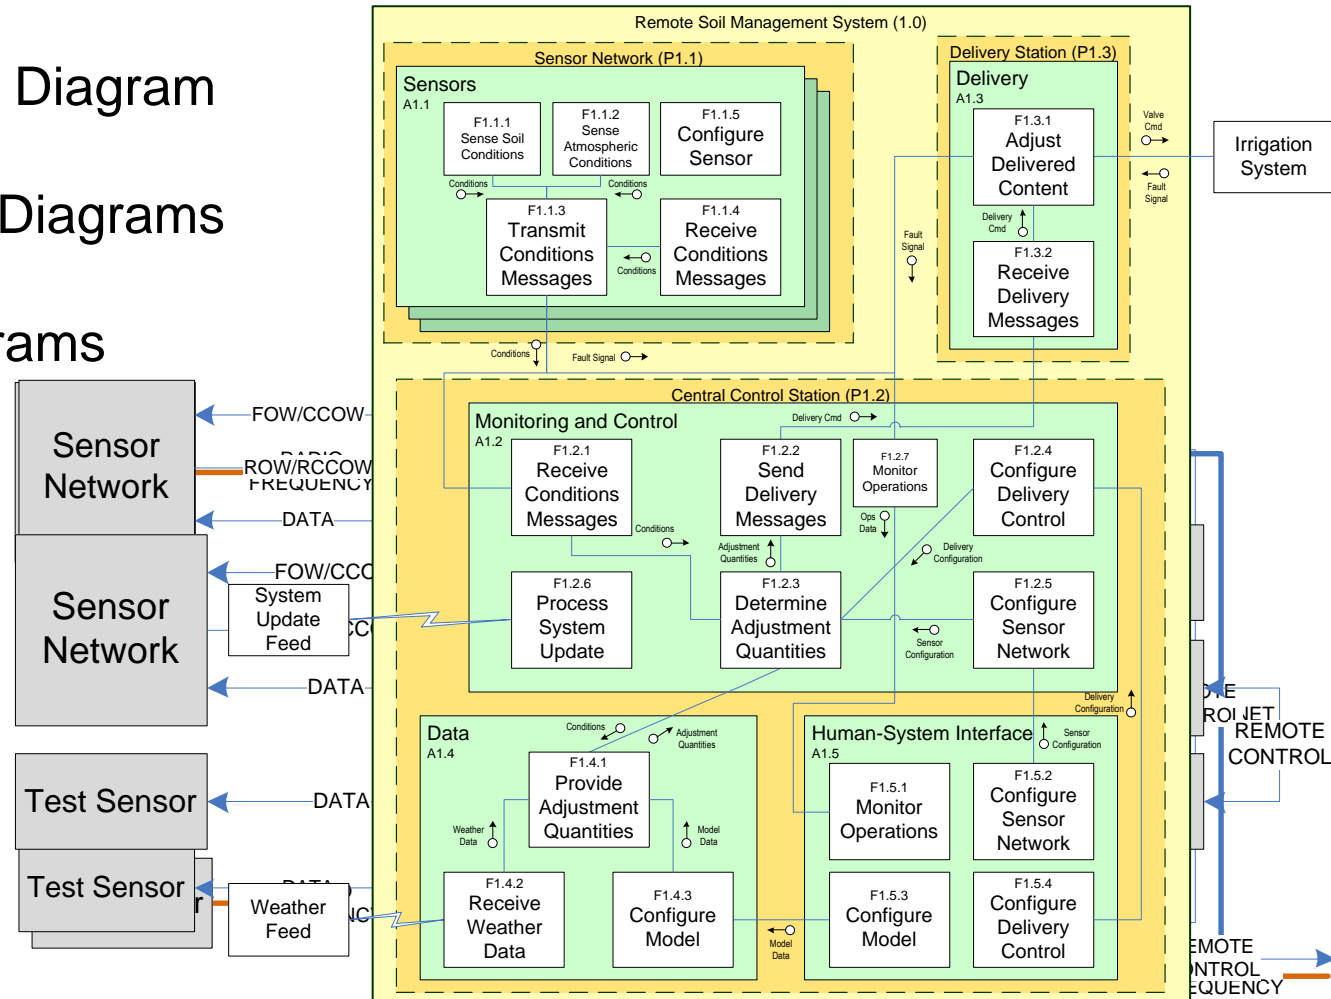 Diagram
Diagrams
rams
Remote Soil Management System (1.0)
Sensor Network (P1.1)
Sensors
A1.1
F1.1.1
Sense Soil
Conditions
F1.1.2
Sense
Atmospheric
Conditions
F1.1.5
Configure
Sensor
Conditions
Conditions
F1.1.3
Transmit
Conditions
Messages
F1.1.4
Receive
Conditions
Messages
Conditions
Delivery Station (P1.3)
Delivery
A1.3
F1.3.1
Adjust
Delivered
Content
Delivery
Cmd
F1.3.2
Receive
Delivery
Messages
Valve
Cmd
Fault
Signal
Irrigation
System
Fault
Signal
Conditions
Fault Signal
Central Control Station (P1.2)
Monitoring and Control
A1.2
Delivery Cmd
F1.2.1
Receive
Conditions
Messages
F1.2.2
Send
Delivery
Messages
F1.2.7
Monitor
Operations
F1.2.4
Configure
Delivery
Control
Conditions
Adjustment
Quantities
Ops
Data
Delivery
Configuration
F1.2.6
Process
System
Update
F1.2.3
Determine
Adjustment
Quantities
Sensor
Configuration
F1.2.5
Configure
Sensor
Network
Delivery
Configuration
Data
A1.4
Conditions
Adjustment
Quantities
F1.4.1
Provide
Adjustment
Quantities
Weather
Data
Model
Data
F1.4.2
Receive
Weather
Data
F1.4.3
Configure
Model
Model
Data
Human-System Interface
A1.5
Sensor
Configuration
F1.5.1
Monitor
Operations
F1.5.2
Configure
Sensor
Network
F1.5.3
Configure
Model
F1.5.4
Configure
Delivery
Control
Sensor
Network
FOW/CCOW
ROW/RCCOW
FREQUENCY
DATA
Sensor
Network
FOW/CCO
System
Update
Feed
DATA
Test Sensor
DATA
Test Sensor
Weather
Feed
REMOTE
CONTROL
EMOTE
NTROL
EQUENCY